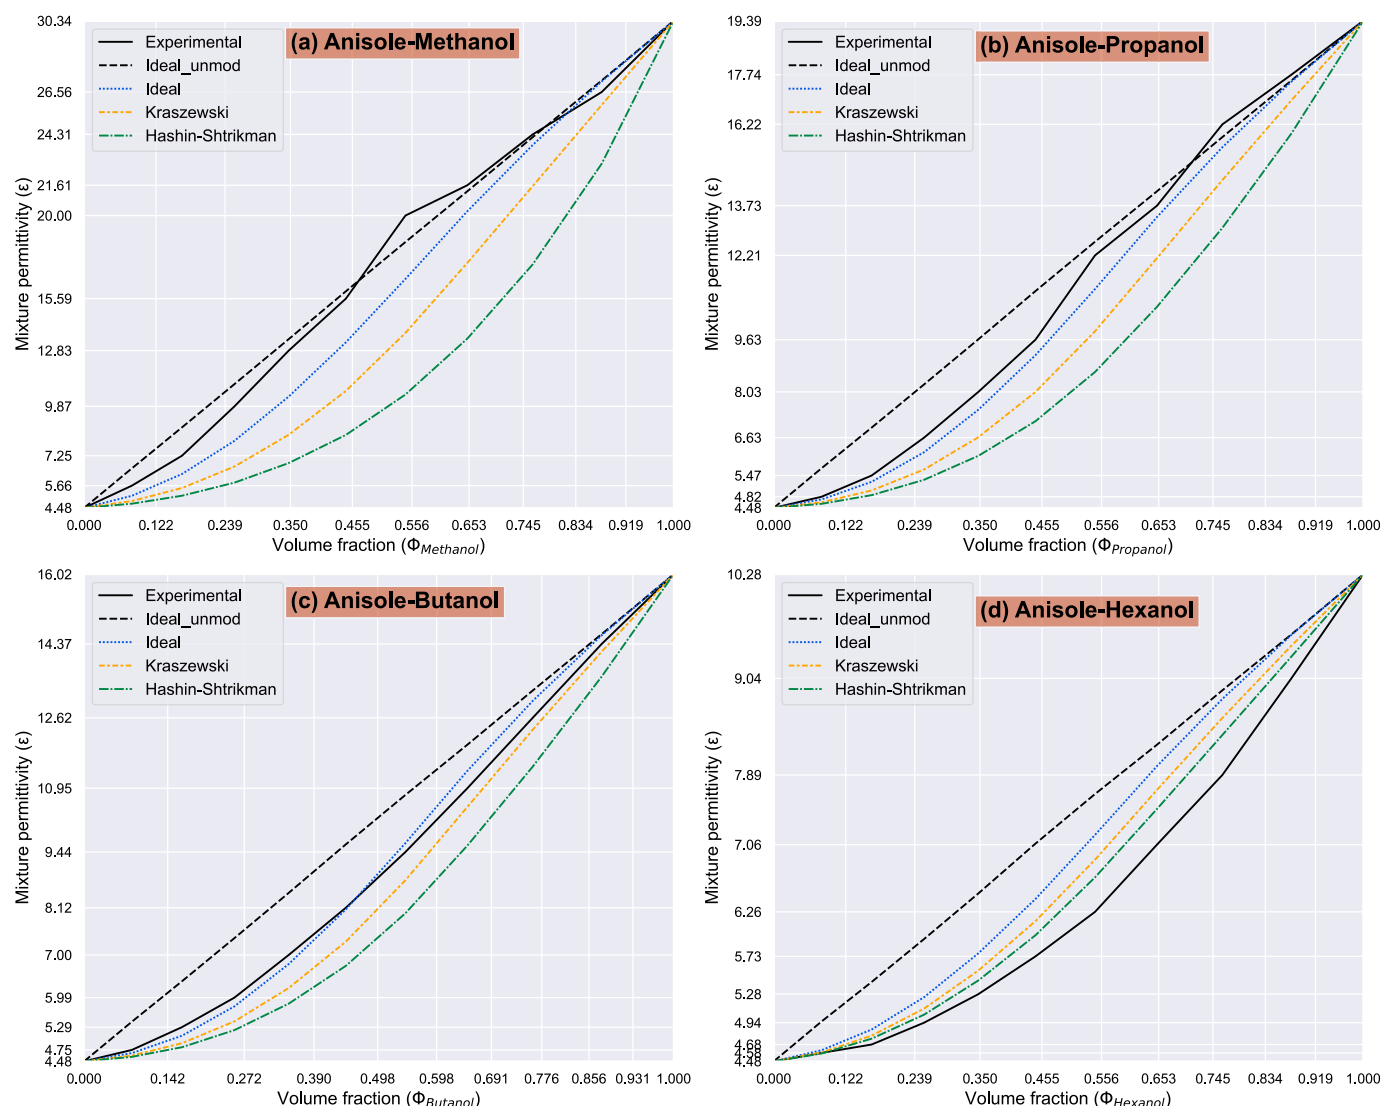 (a) Anisole-Methanol
Experimental
Ideal_unmod
Ideal
Kraszewski
Hashin-Shtrikman
Mixture permittivity (ε)
30.34
26.56
24.31
21.61
20.00
15.59
12.83
9.87
7.25
5.66
4.48
0.000 0.122 0.239 0.350 0.455 0.556 0.653 0.745 0.834 0.919 1.000
Volume fraction (Φ_Methanol)
(b) Anisole-Propanol
Experimental
Ideal_unmod
Ideal
Kraszewski
Hashin-Shtrikman
Mixture permittivity (ε)
19.39
17.74
16.22
13.73
12.21
9.63
8.03
6.63
5.47
4.82
4.48
0.000 0.122 0.239 0.350 0.455 0.556 0.653 0.745 0.834 0.919 1.000
Volume fraction (Φ_Propanol)
(c) Anisole-Butanol
Experimental
Ideal_unmod
Ideal
Kraszewski
Hashin-Shtrikman
Mixture permittivity (ε)
16.02
14.37
12.62
10.95
9.44
8.12
7.00
5.99
5.29
4.75
4.48
0.000 0.142 0.272 0.390 0.498 0.598 0.691 0.776 0.856 0.931 1.000
Volume fraction (Φ_Butanol)
(d) Anisole-Hexanol
Experimental
Ideal_unmod
Ideal
Kraszewski
Hashin-Shtrikman
Mixture permittivity (ε)
10.28
9.04
7.89
7.06
6.26
5.73
5.28
4.94
4.68
4.58
4.48
0.000 0.122 0.239 0.350 0.455 0.556 0.653 0.745 0.834 0.919 1.000
Volume fraction (Φ_Hexanol)